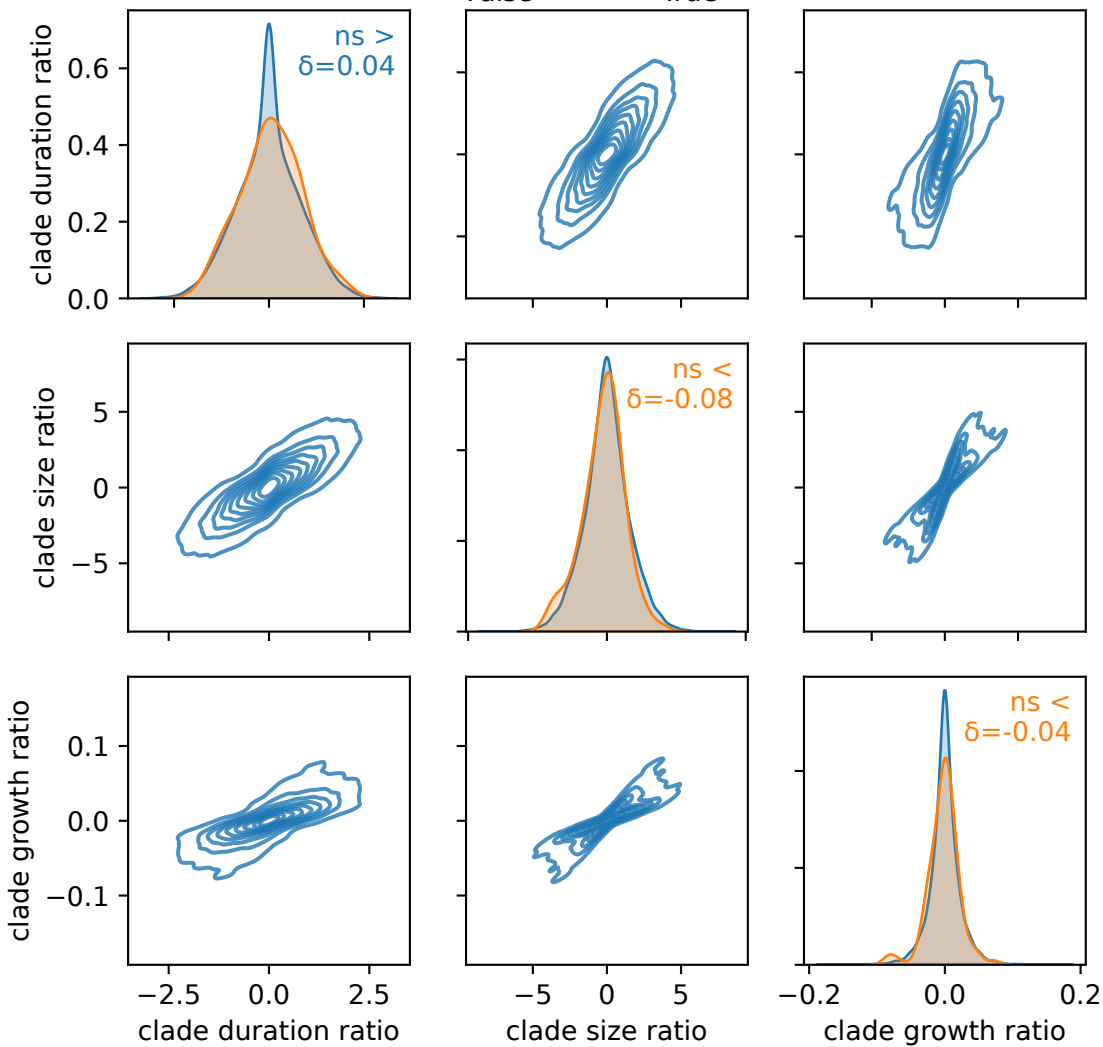 clade duration ratio
0.6
0.4
0.2
0.0
ns >
δ=0.04
clade size ratio
5
0
−5
ns <
δ=-0.08
clade growth ratio
0.1
0.0
−0.1
ns <
δ=-0.04
−2.5 0.0 2.5
clade duration ratio
−5 0 5
clade size ratio
−0.2 0.0 0.2
clade growth ratio